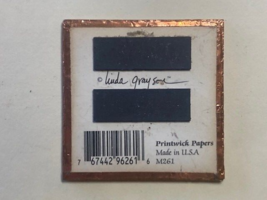 © linda grayson
Printwick Papers
Made in U.S.A
M261
7 67442 96261 6